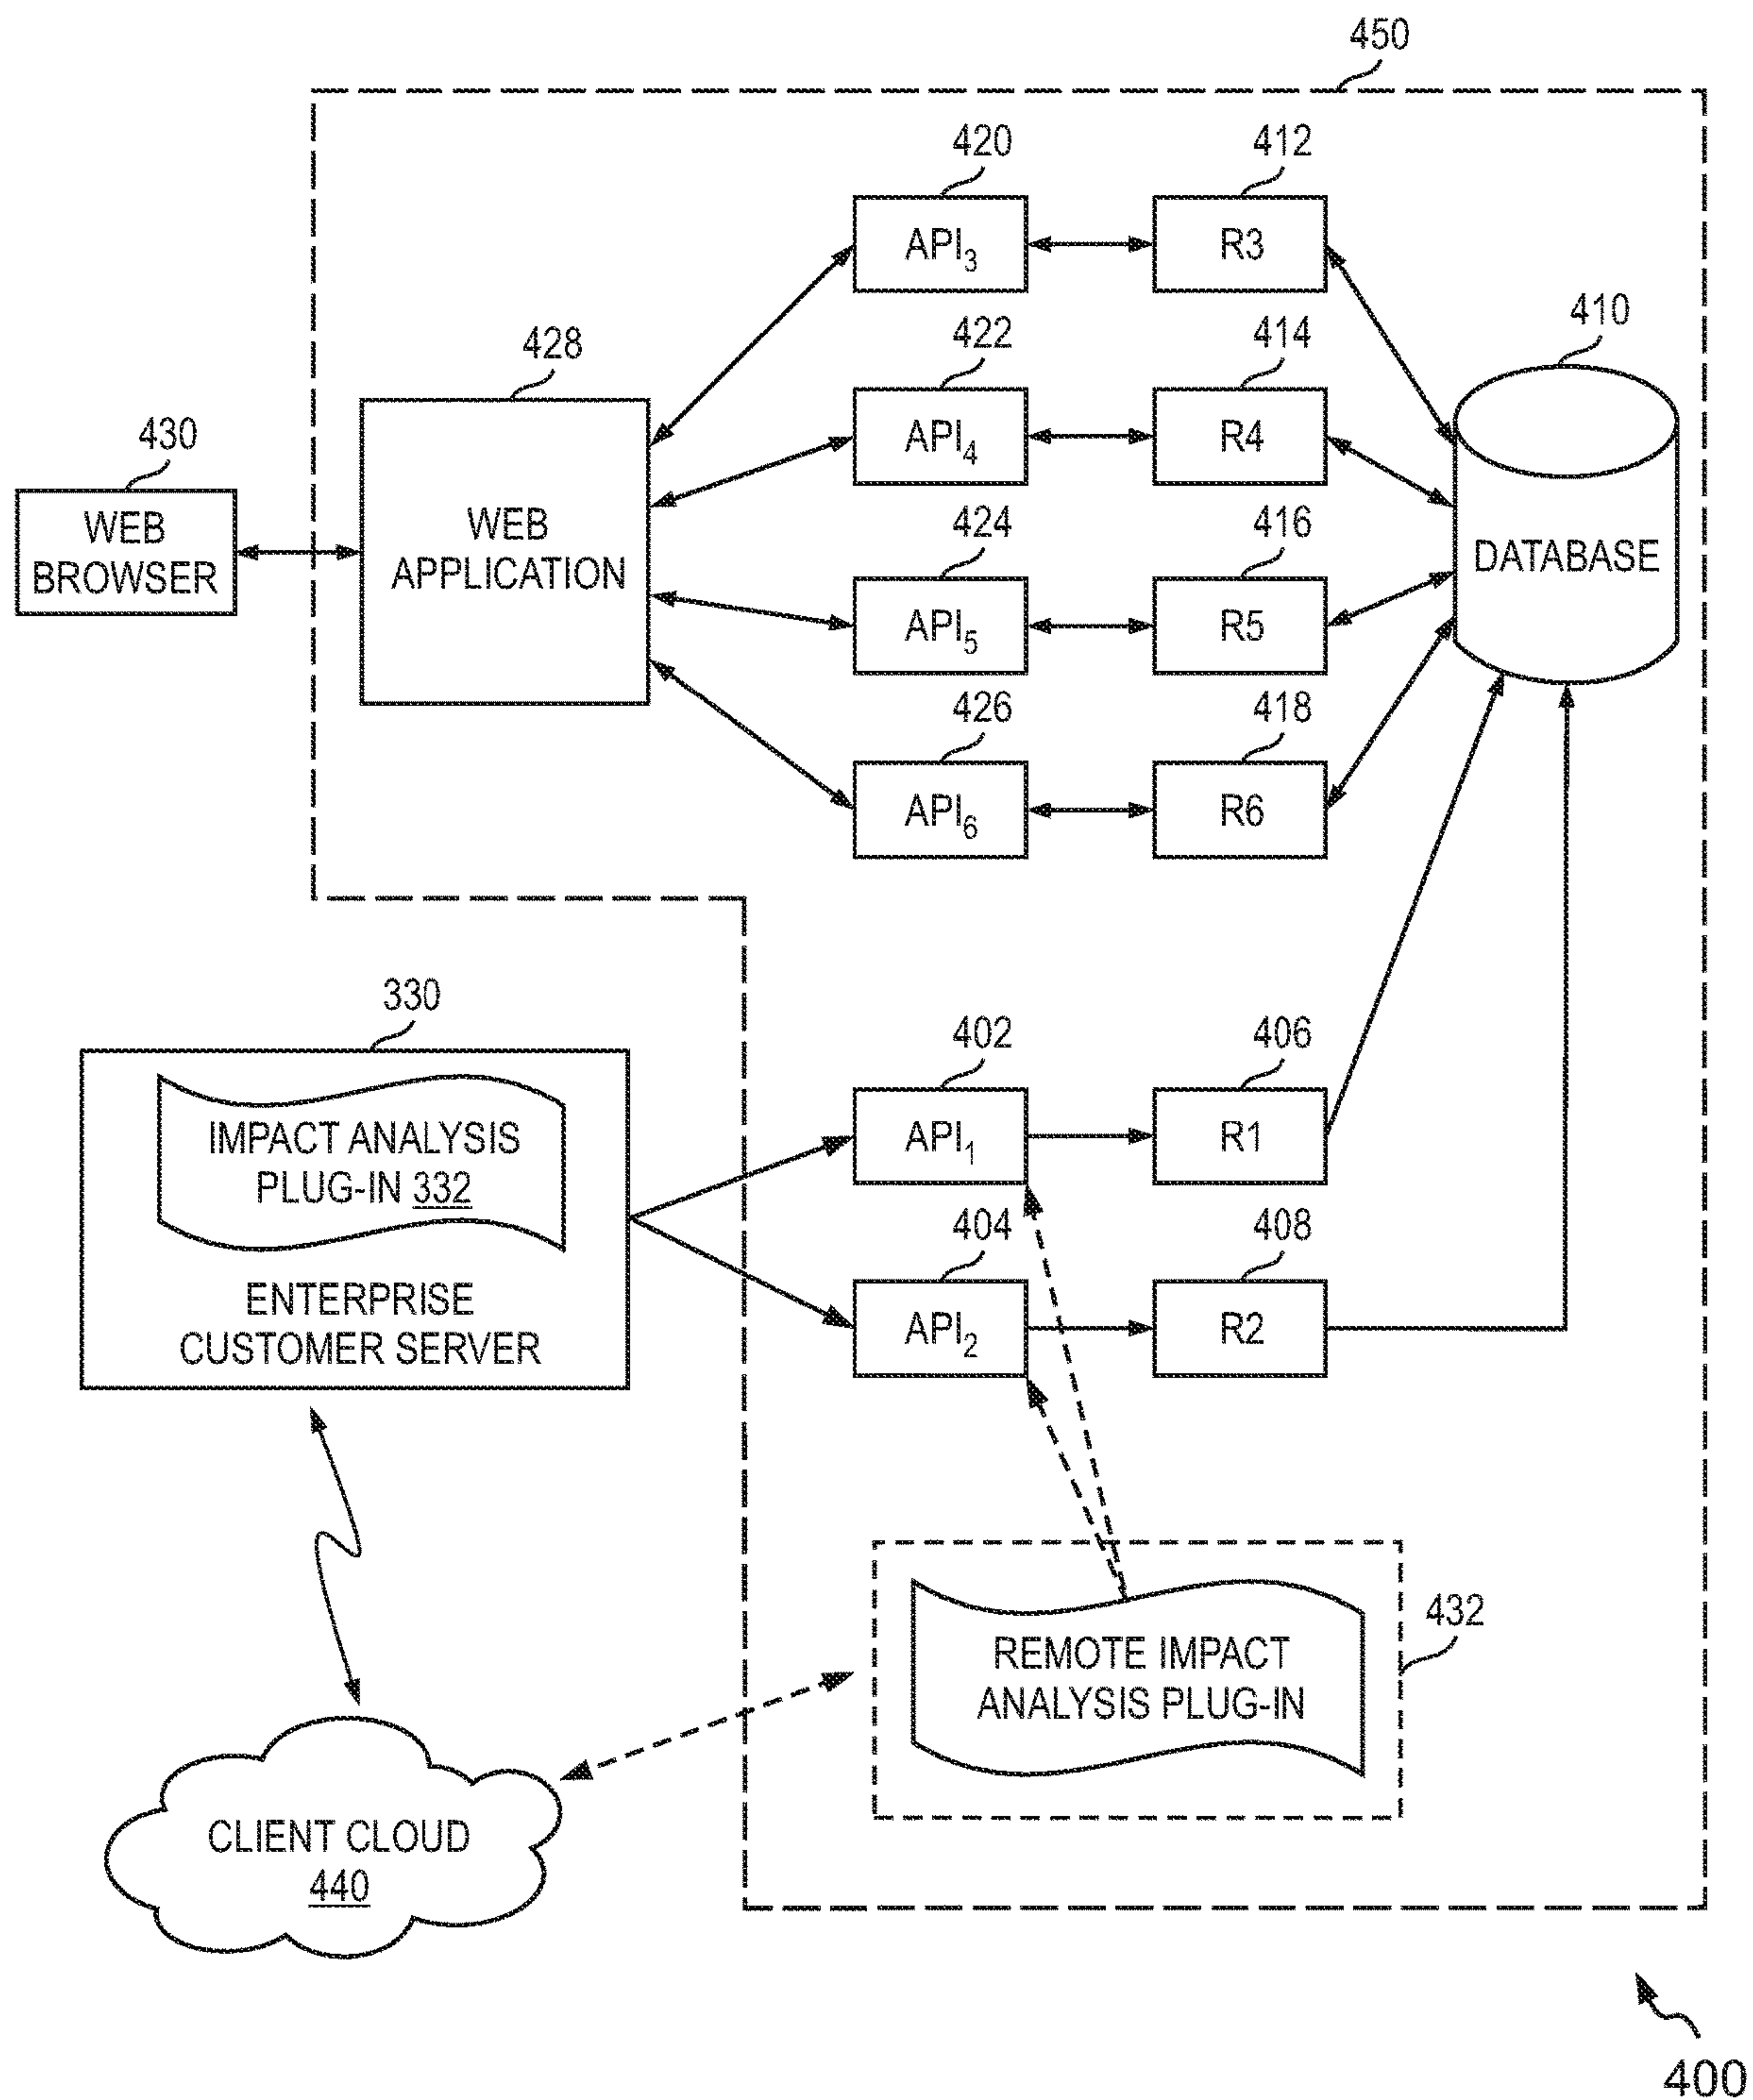 450
420
412
API3
R3
410
422
414
428
API4
R4
430
WEB
BROWSER
WEB
APPLICATION
424
416
DATABASE
API5
R5
426
418
API6
R6
330
402
406
IMPACT ANALYSIS
PLUG-IN 332
API1
R1
404
408
ENTERPRISE
CUSTOMER SERVER
API2
R2
432
REMOTE IMPACT
ANALYSIS PLUG-IN
CLIENT CLOUD
440
400